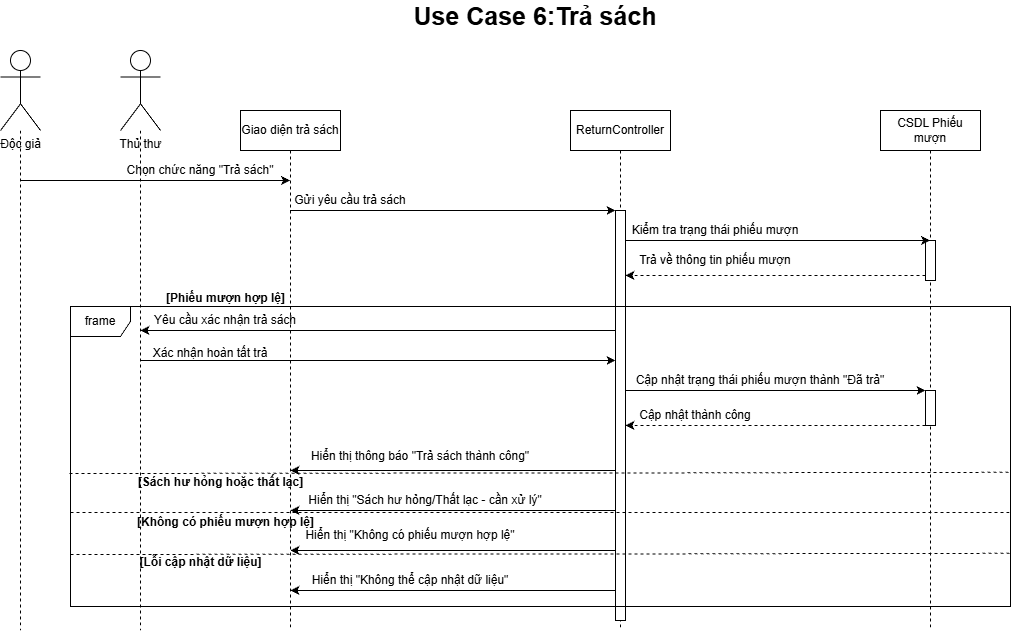 Use Case 6:Trả sách
Độc giả
Thủ thư
Giao diện trả sách
ReturnController
CSDL Phiếu
mượn
Chọn chức năng "Trả sách"
Gửi yêu cầu trả sách
Kiểm tra trạng thái phiếu mượn
Trả về thông tin phiếu mượn
[Phiếu mượn hợp lệ]
frame
Yêu cầu xác nhận trả sách
Xác nhận hoàn tất trả
Cập nhật trạng thái phiếu mượn thành "Đã trả"
Cập nhật thành công
Hiển thị thông báo "Trả sách thành công"
[Sách hư hỏng hoặc thất lạc]
Hiển thị "Sách hư hỏng/Thất lạc - cần xử lý"
[Không có phiếu mượn hợp lệ]
Hiển thị "Không có phiếu mượn hợp lệ"
[Lỗi cập nhật dữ liệu]
Hiển thị "Không thể cập nhật dữ liệu"